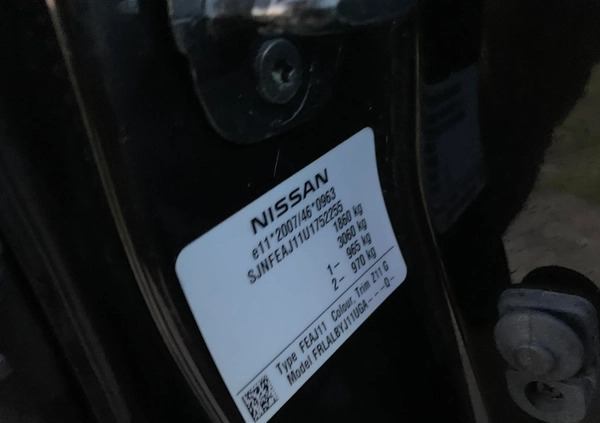 NISSAN
e11*2007/46*0963
SJNFEAJ11U1752255
1860 kg
3060 kg
1– 965 kg
2– 970 kg
Type FEAJ11 Colour, Trim Z11 G
Model FRLALBYJ11UGA---0-